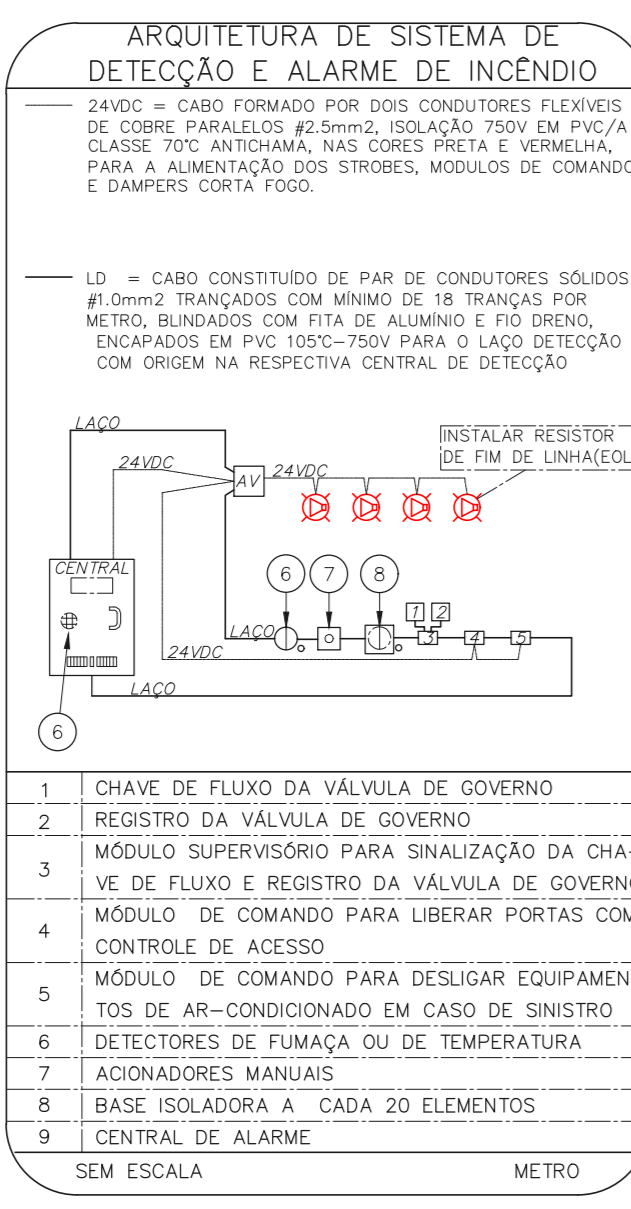 ARQUITETURA DE SISTEMA DE
DETECÇÃO E ALARME DE INCÊNDIO
24VDC = CABO FORMADO POR DOIS CONDUTORES FLEXÍVEIS
DE COBRE PARALELOS #2.5mm2, ISOLAÇÃO 750V EM PVC/A
CLASSE 70°C ANTICHAMA, NAS CORES PRETA E VERMELHA,
PARA A ALIMENTAÇÃO DOS STROBES, MODULOS DE COMANDO
E DAMPERS CORTA FOGO.
LD = CABO CONSTITUÍDO DE PAR DE CONDUTORES SÓLIDOS
#1.0mm2 TRANÇADOS COM MÍNIMO DE 18 TRANÇAS POR
METRO, BLINDADOS COM FITA DE ALUMÍNIO E FIO DRENO,
ENCAPADOS EM PVC 105°C-750V PARA O LAÇO DETECÇÃO
COM ORIGEM NA RESPECTIVA CENTRAL DE DETECÇÃO
LAÇO
INSTALAR RESISTOR
DE FIM DE LINHA(EOL
24VDC
AV
24VDC
CENTRAL
6
7
8
1 2
LAÇO
3
4
5
24VDC
LAÇO
6
1 CHAVE DE FLUXO DA VÁLVULA DE GOVERNO
2 REGISTRO DA VÁLVULA DE GOVERNO
3 MÓDULO SUPERVISÓRIO PARA SINALIZAÇÃO DA CHA-
VE DE FLUXO E REGISTRO DA VÁLVULA DE GOVERNO
4 MÓDULO DE COMANDO PARA LIBERAR PORTAS COM
CONTROLE DE ACESSO
5 MÓDULO DE COMANDO PARA DESLIGAR EQUIPAMEN
TOS DE AR-CONDICIONADO EM CASO DE SINISTRO
6 DETECTORES DE FUMAÇA OU DE TEMPERATURA
7 ACIONADORES MANUAIS
8 BASE ISOLADORA A CADA 20 ELEMENTOS
9 CENTRAL DE ALARME
SEM ESCALA METRO